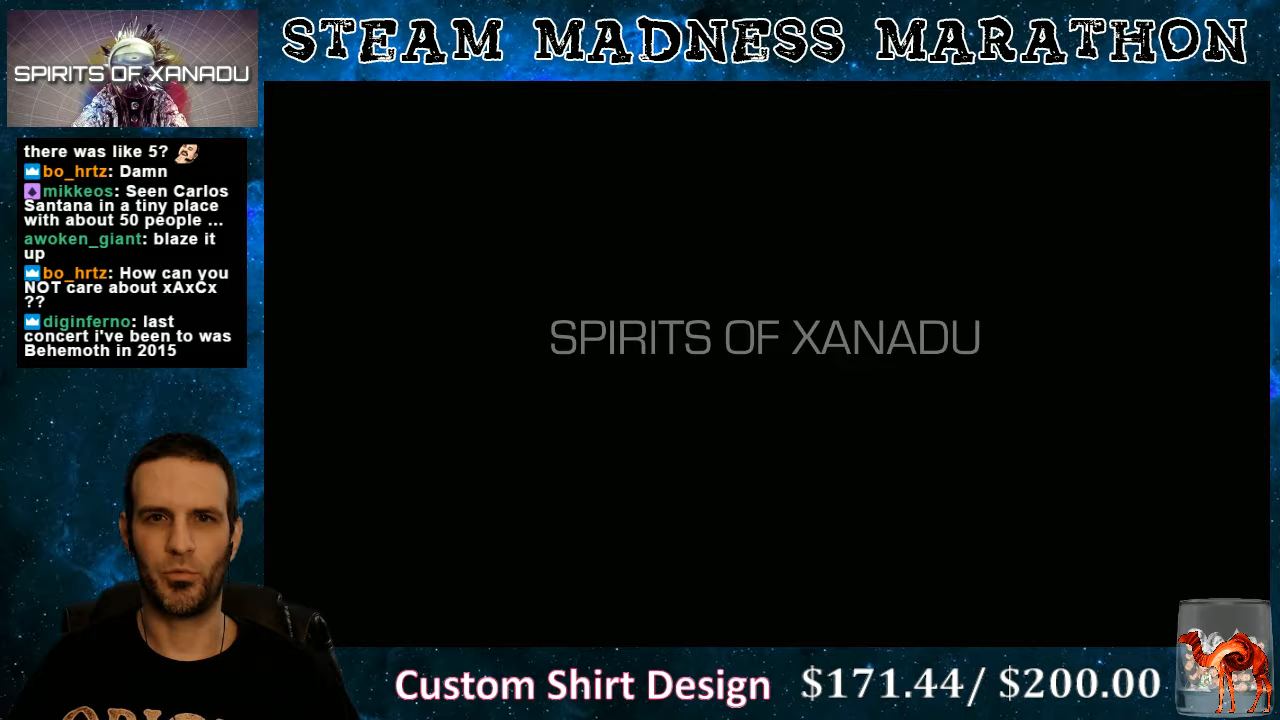 STEAM MADNESS MARATHON
SPIRITS OF XANADU
there was like 5?
bo_hrtz: Damn
mikkeos: Seen Carlos
Santana in a tiny place
with about 50 people ...
awoken_giant: blaze it
up
bo_hrtz: How can you
NOT care about xAxCx
??
diginferno: last
concert i've been to was
Behemoth in 2015
SPIRITS OF XANADU
Custom Shirt Design $171.44/ $200.00